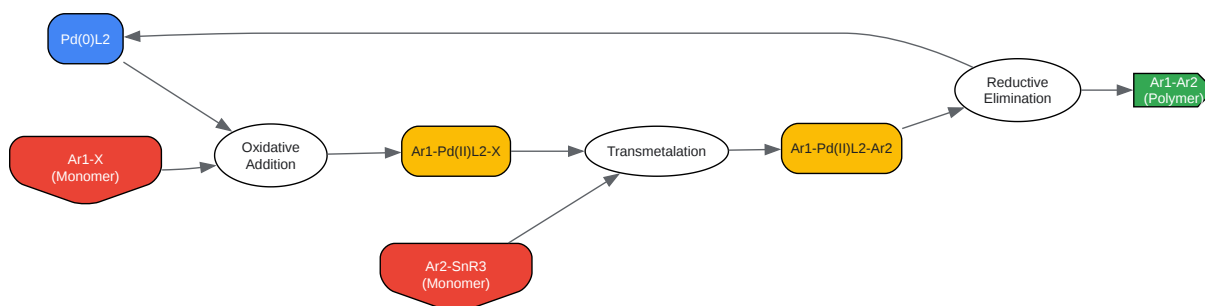 Pd(0)L2
Ar1-X
(Monomer)
Oxidative
Addition
Ar1-Pd(II)L2-X
Ar2-SnR3
(Monomer)
Transmetalation
Ar1-Pd(II)L2-Ar2
Reductive
Elimination
Ar1-Ar2
(Polymer)